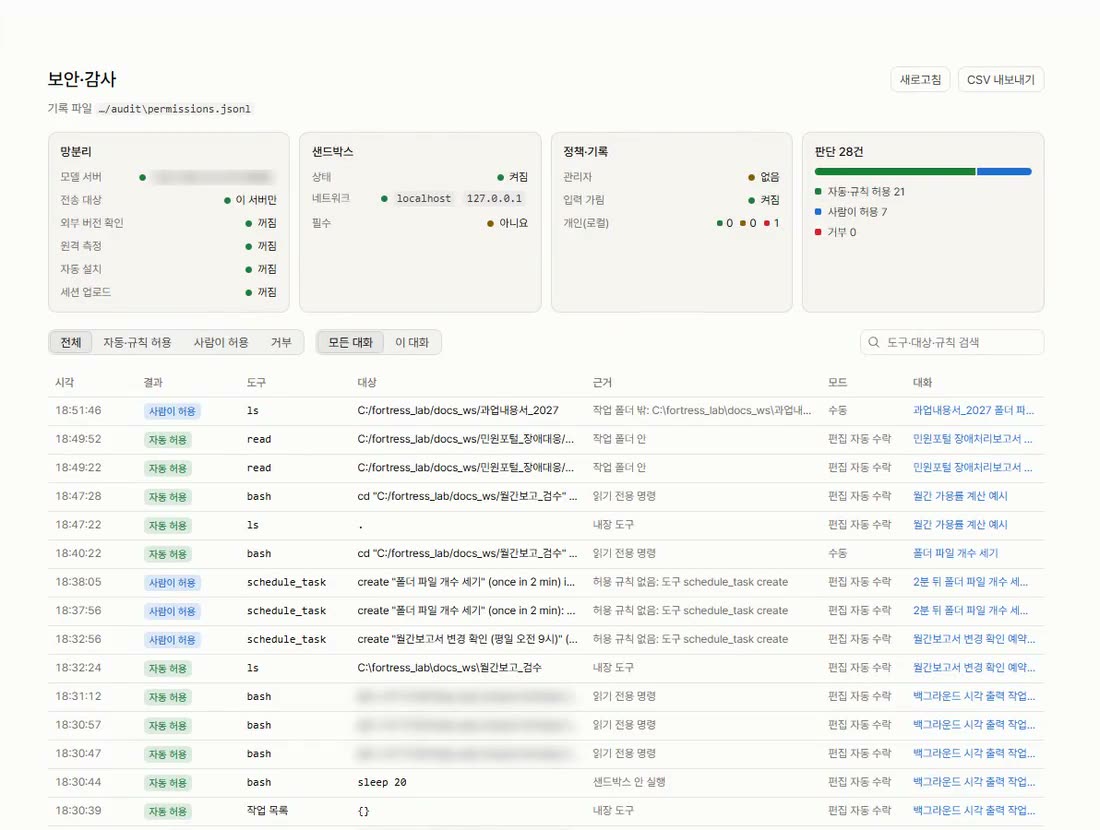 보안·감사
새로고침 CSV 내보내기
기록 파일 …/audit\permissions.jsonl
망분리
모델 서버
전송 대상 이 서버만
외부 버전 확인 꺼짐
원격 측정 꺼짐
자동 설치 꺼짐
세션 업로드 꺼짐
샌드박스
상태 켜짐
네트워크 localhost 127.0.0.1
필수 아니요
정책·기록
관리자 없음
입력 가림 켜짐
개인(로컬) 0 0 1
판단 28건
자동·규칙 허용 21
사람이 허용 7
거부 0
전체 자동·규칙 허용 사람이 허용 거부 모든 대화 이 대화 도구·대상·규칙 검색
시각 결과 도구 대상 근거 모드 대화
18:51:46 사람이 허용 ls C:/fortress_lab/docs_ws/과업내용서_2027 작업 폴더 밖: C:\fortress_lab\docs_ws\과업내... 수동 과업내용서_2027 폴더 파...
18:49:52 자동 허용 read C:/fortress_lab/docs_ws/민원포털_장애대응/... 작업 폴더 안 편집 자동 수락 민원포털 장애처리보고서 ...
18:49:22 자동 허용 read C:/fortress_lab/docs_ws/민원포털_장애대응/... 작업 폴더 안 편집 자동 수락 민원포털 장애처리보고서 ...
18:47:28 자동 허용 bash cd "C:/fortress_lab/docs_ws/월간보고_검수" ... 읽기 전용 명령 편집 자동 수락 월간 가용률 계산 예시
18:47:22 자동 허용 ls . 내장 도구 편집 자동 수락 월간 가용률 계산 예시
18:40:22 자동 허용 bash cd "C:/fortress_lab/docs_ws/월간보고_검수" ... 읽기 전용 명령 수동 폴더 파일 개수 세기
18:38:05 사람이 허용 schedule_task create "폴더 파일 개수 세기" (once in 2 min) i... 허용 규칙 없음: 도구 schedule_task create 편집 자동 수락 2분 뒤 폴더 파일 개수 세...
18:37:56 사람이 허용 schedule_task create "폴더 파일 개수 세기" (once in 2 min): ... 허용 규칙 없음: 도구 schedule_task create 편집 자동 수락 2분 뒤 폴더 파일 개수 세...
18:32:56 사람이 허용 schedule_task create "월간보고서 변경 확인 (평일 오전 9시)" (... 허용 규칙 없음: 도구 schedule_task create 편집 자동 수락 월간보고서 변경 확인 예약...
18:32:24 자동 허용 ls C:\fortress_lab\docs_ws\월간보고_검수 내장 도구 편집 자동 수락 월간보고서 변경 확인 예약...
18:31:12 자동 허용 bash 읽기 전용 명령 편집 자동 수락 백그라운드 시각 출력 작업...
18:30:57 자동 허용 bash 읽기 전용 명령 편집 자동 수락 백그라운드 시각 출력 작업...
18:30:47 자동 허용 bash 읽기 전용 명령 편집 자동 수락 백그라운드 시각 출력 작업...
18:30:44 자동 허용 bash sleep 20 샌드박스 안 실행 편집 자동 수락 백그라운드 시각 출력 작업...
18:30:39 자동 허용 작업 목록 {} 내장 도구 편집 자동 수락 백그라운드 시각 출력 작업...